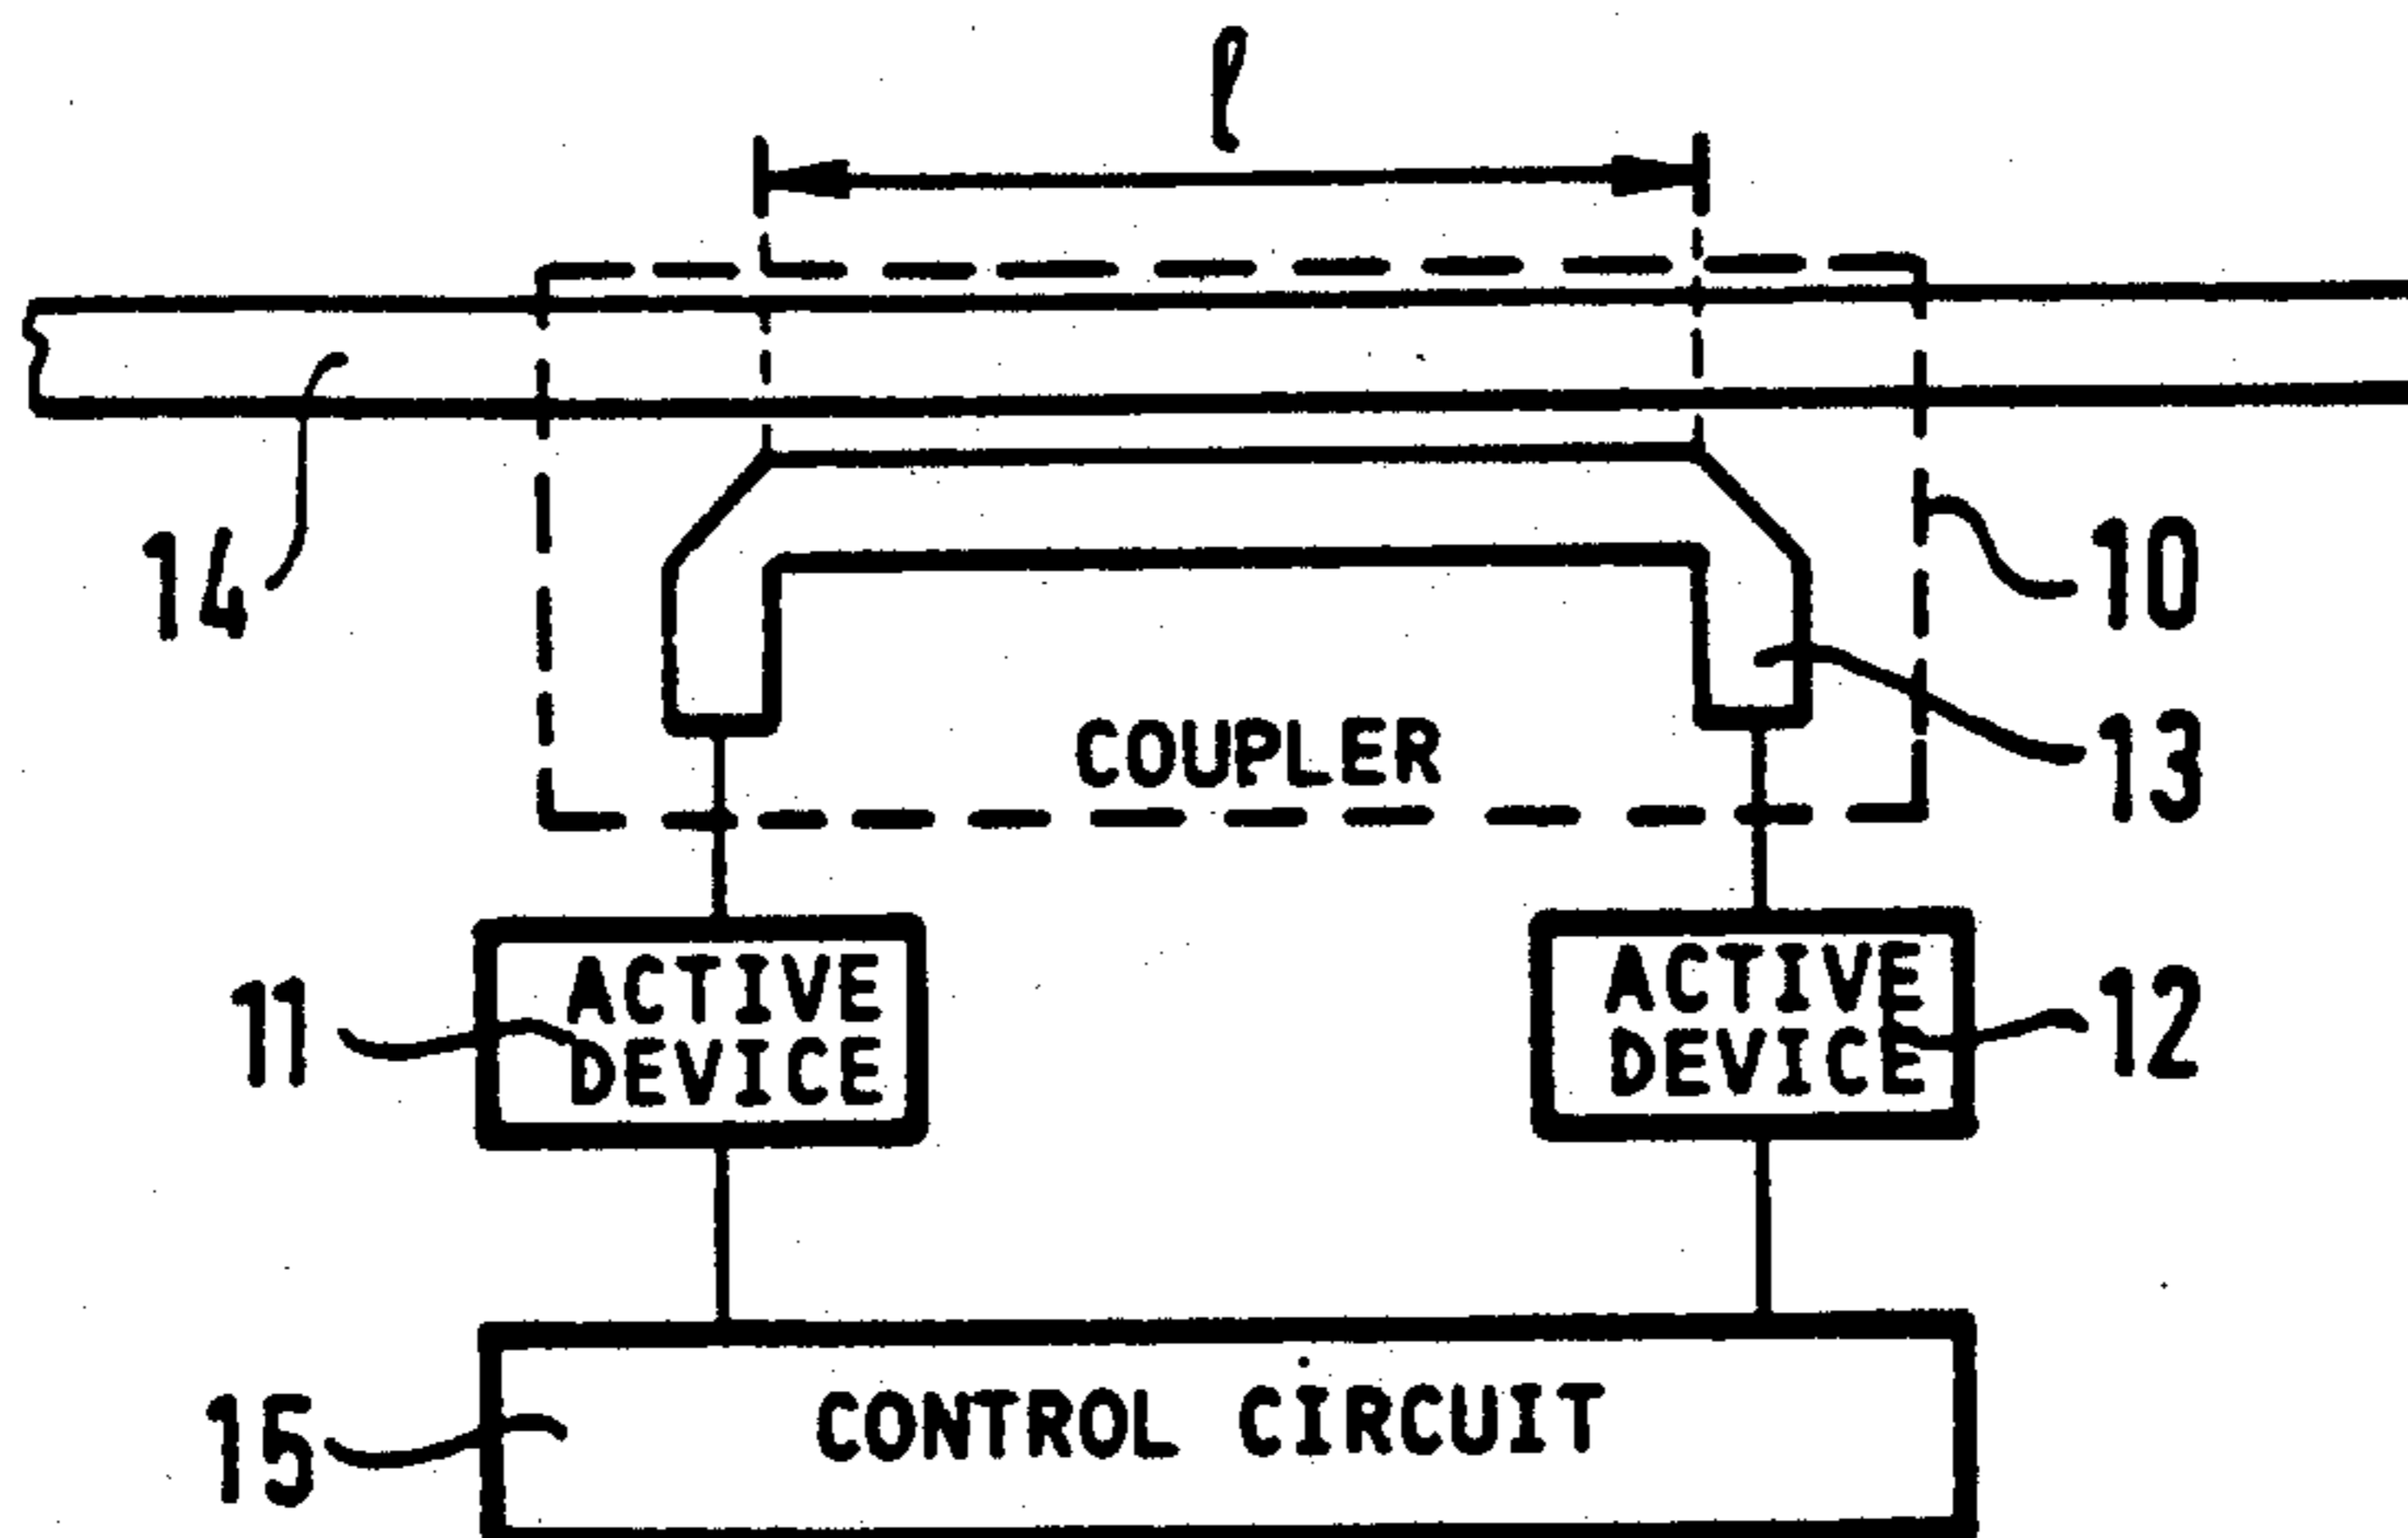 ℓ
14
10
COUPLER
13
11
ACTIVE
DEVICE
ACTIVE
DEVICE
12
15
CONTROL CIRCUIT